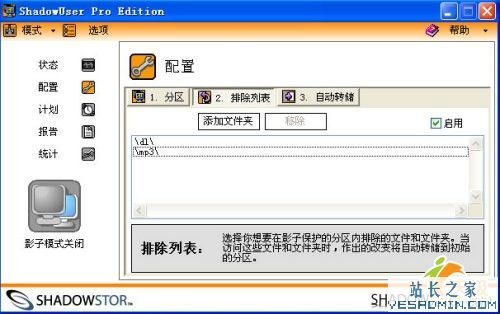 ShadowUser Pro Edition
模式 选项 帮助
状态
配置
计划
报告
统计
影子模式关闭
配置
1. 分区 2. 排除列表 3. 自动转储
添加文件夹 移除 启用
\dl\
\mp3\
排除列表:
选择你想要在影子保护的分区内排除的文件和文件夹。当
访问这些文件和文件夹时，作出的改变将自动转储到初始
的分区。
SHADOWSTOR
站长之家
YESADMIN.COM